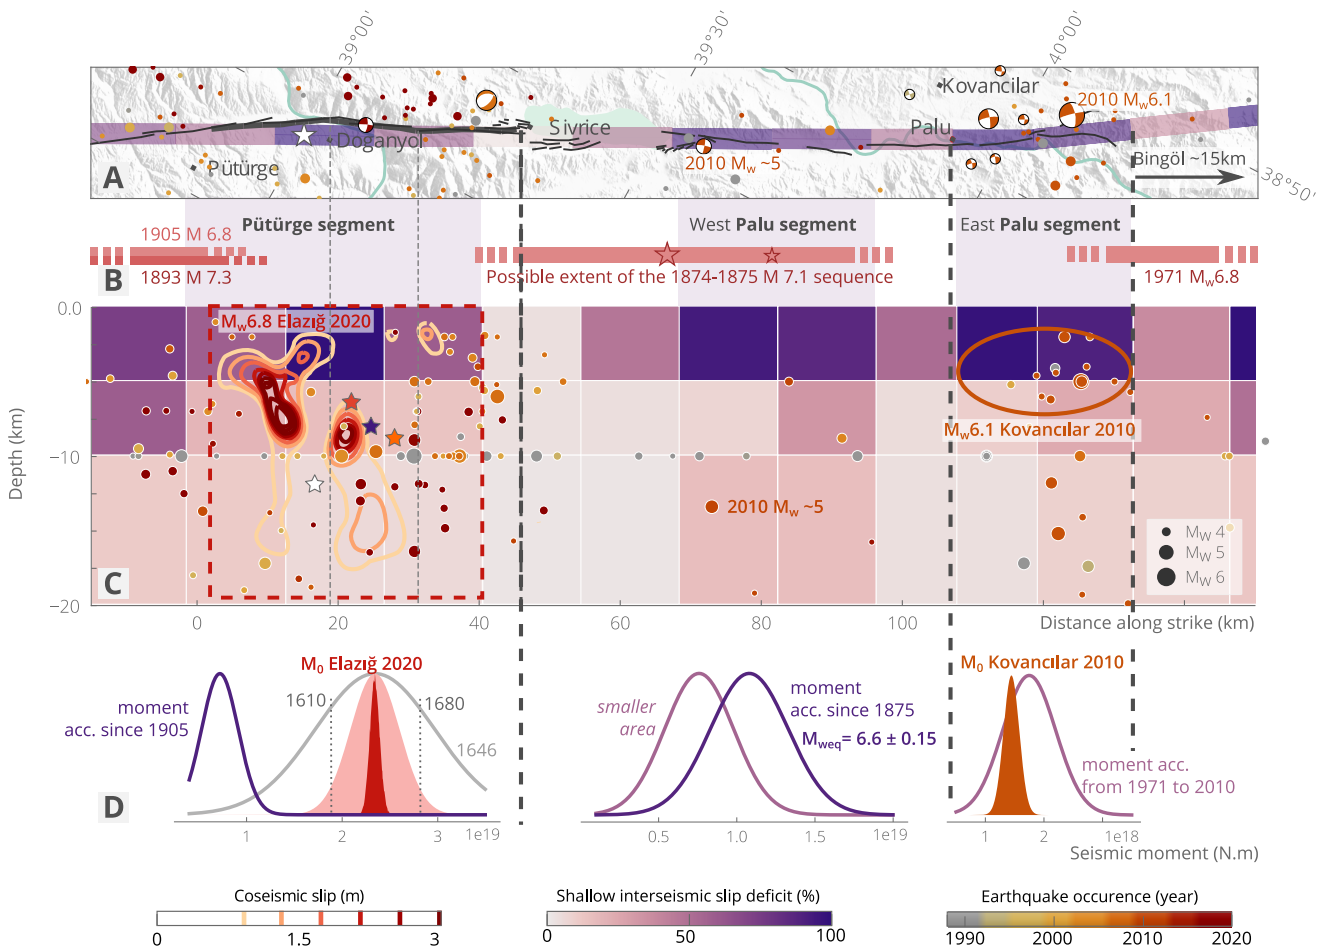 39°00'
39°30'
40°00'
Kovancilar
2010 Mw6.1
Sivrice
Palu
Doganyol
2010 Mw ~5
Pütürge
Bingöl ~15km
38°50'
A
Pütürge segment
West Palu segment
East Palu segment
1905 M 6.8
1893 M 7.3
Possible extent of the 1874-1875 M 7.1 sequence
1971 Mw6.8
B
0.0
Mw6.8 Elazığ 2020
Mw6.1 Kovancılar 2010
Depth (km)
−10
2010 Mw ~5
Mw 4
Mw 5
Mw 6
C
−20
0
20
40
60
80
100
Distance along strike (km)
M0 Elazığ 2020
M0 Kovancılar 2010
moment
acc. since 1905
1610
1680
1646
smaller
area
moment
acc. since 1875
Mweq= 6.6 ± 0.15
moment acc.
from 1971 to 2010
D
1
2
3
1e19
0.5
1.0
1.5
1e19
1
2
1e18
Seismic moment (N.m)
Coseismic slip (m)
Shallow interseismic slip deficit (%)
Earthquake occurence (year)
0
1.5
3
0
50
100
1990
2000
2010
2020